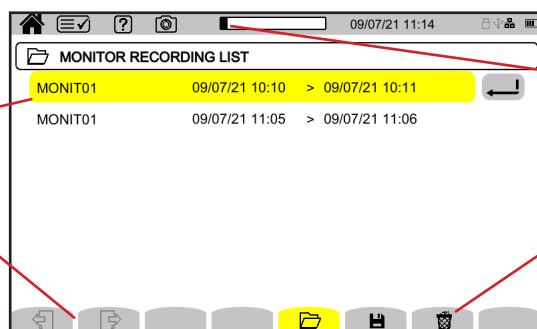 09/07/21 11:14
MONITOR RECORDING LIST
MONIT01 09/07/21 10:10 > 09/07/21 10:11
MONIT01 09/07/21 11:05 > 09/07/21 11:06